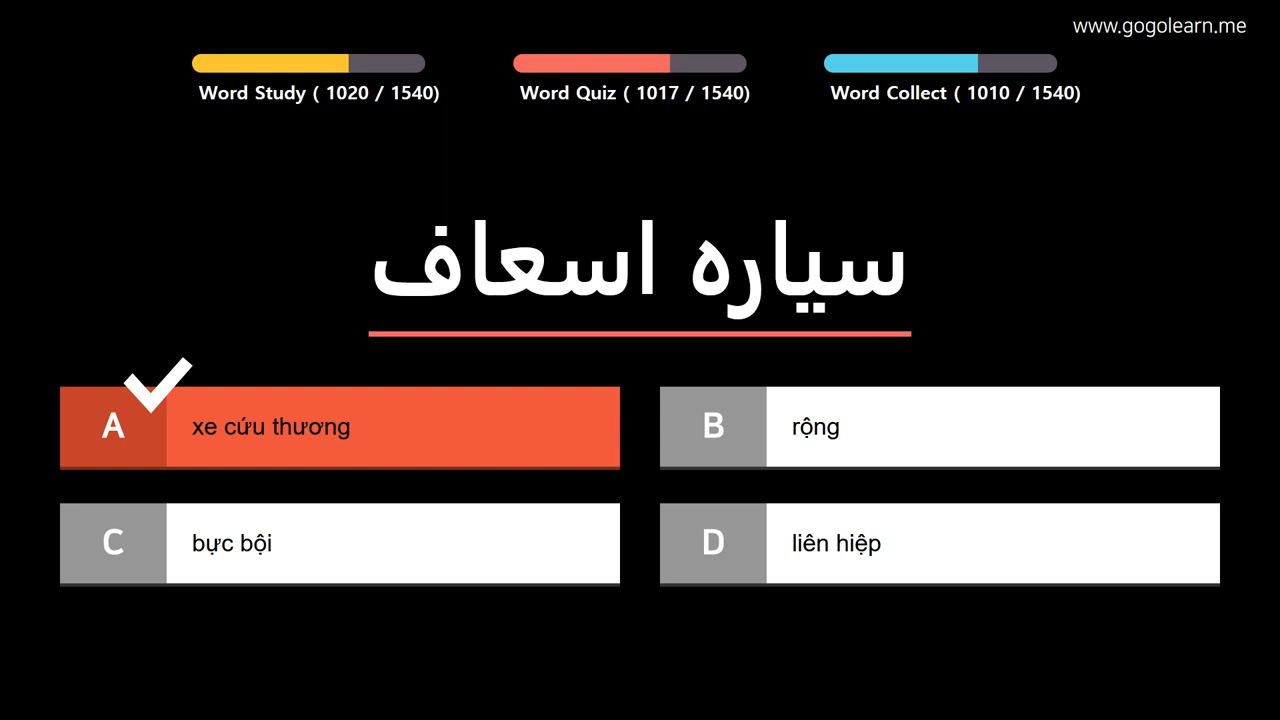 www.gogolearn.me
Word Study ( 1020 / 1540)
Word Quiz ( 1017 / 1540)
Word Collect ( 1010 / 1540)
سياره اسعاف
A xe cứu thương
B rộng
C bực bội
D liên hiệp